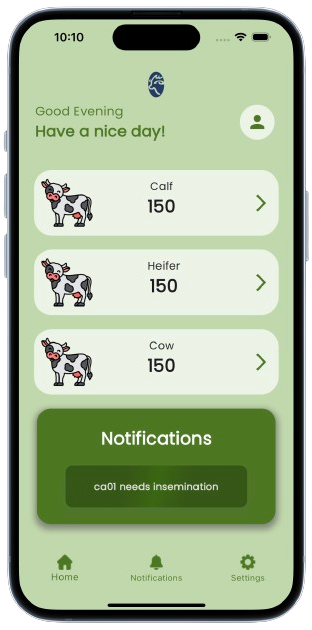 10:10
Good Evening
Have a nice day!
Calf
150
Heifer
150
Cow
150
Notifications
ca01 needs insemination
Home
Notifications
Settings